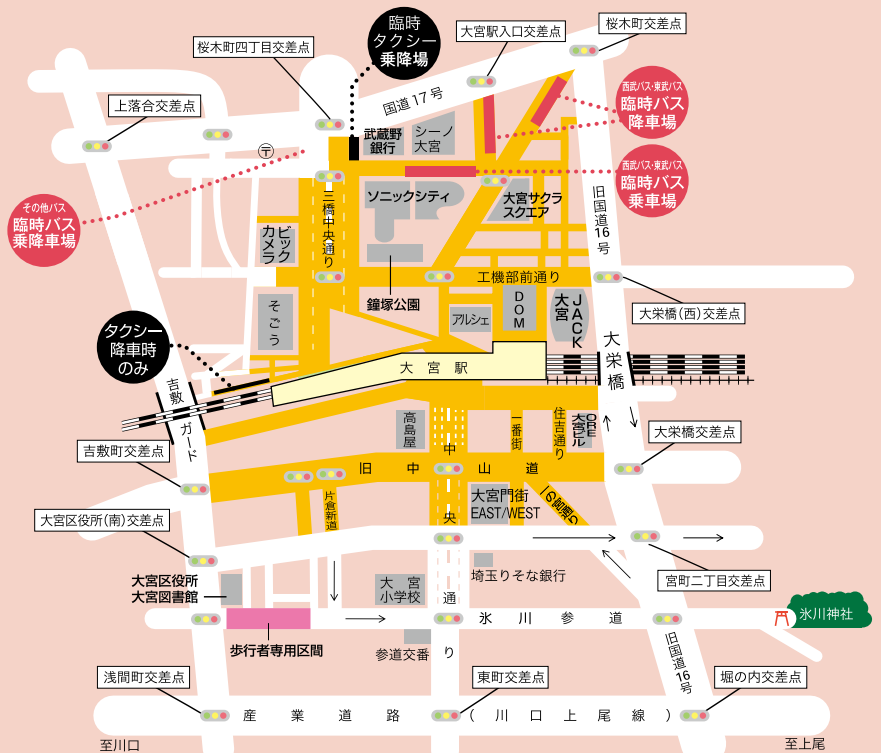 桜木町交差点
大宮駅入口交差点
臨時
タクシー
乗降場
桜木町四丁目交差点
上落合交差点
国道17号
西武バス・東武バス
臨時バス
降車場
武蔵野
銀行
シーノ
大宮
〒
西武バス・東武バス
臨時バス
乗車場
その他バス
臨時バス
乗降車場
三橋中央通り
ソニックシティ
大宮サクラ
スクエア
旧国道16号
ビック
カメラ
鐘塚公園
工機部前通り
そごう
アルシェ
DOM
JACK
大宮
大栄橋(西)交差点
タクシー
降車時
のみ
大宮駅
大栄橋
吉敷ガード
高島屋
一番街
住吉通り
ORE
大宮ビル
大栄橋交差点
吉敷町交差点
旧中山道
中央通り
片倉新道
大宮門街
EAST/WEST
大宮区役所(南)交差点
埼玉りそな銀行
宮町二丁目交差点
大宮区役所
大宮図書館
大宮
小学校
氷川参道
氷川神社
歩行者専用区間
参道交番
旧国道16号
浅間町交差点
東町交差点
堀の内交差点
産業道路(川口上尾線)
至川口
至上尾